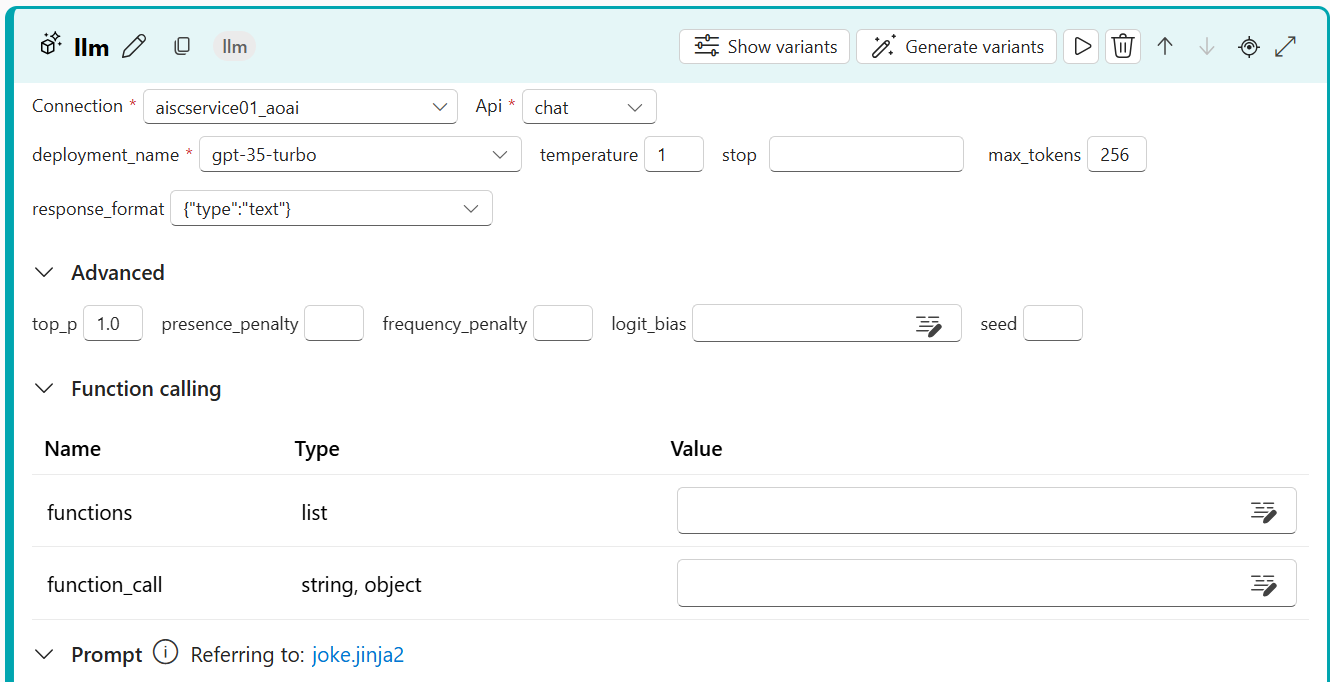 llm llm Show variants Generate variants
Connection * aiscservice01_aoai Api * chat
deployment_name * gpt-35-turbo temperature 1 stop max_tokens 256
response_format {"type":"text"}
Advanced
top_p 1.0 presence_penalty frequency_penalty logit_bias seed
Function calling
Name Type Value
functions list
function_call string, object
Prompt Referring to: joke.jinja2